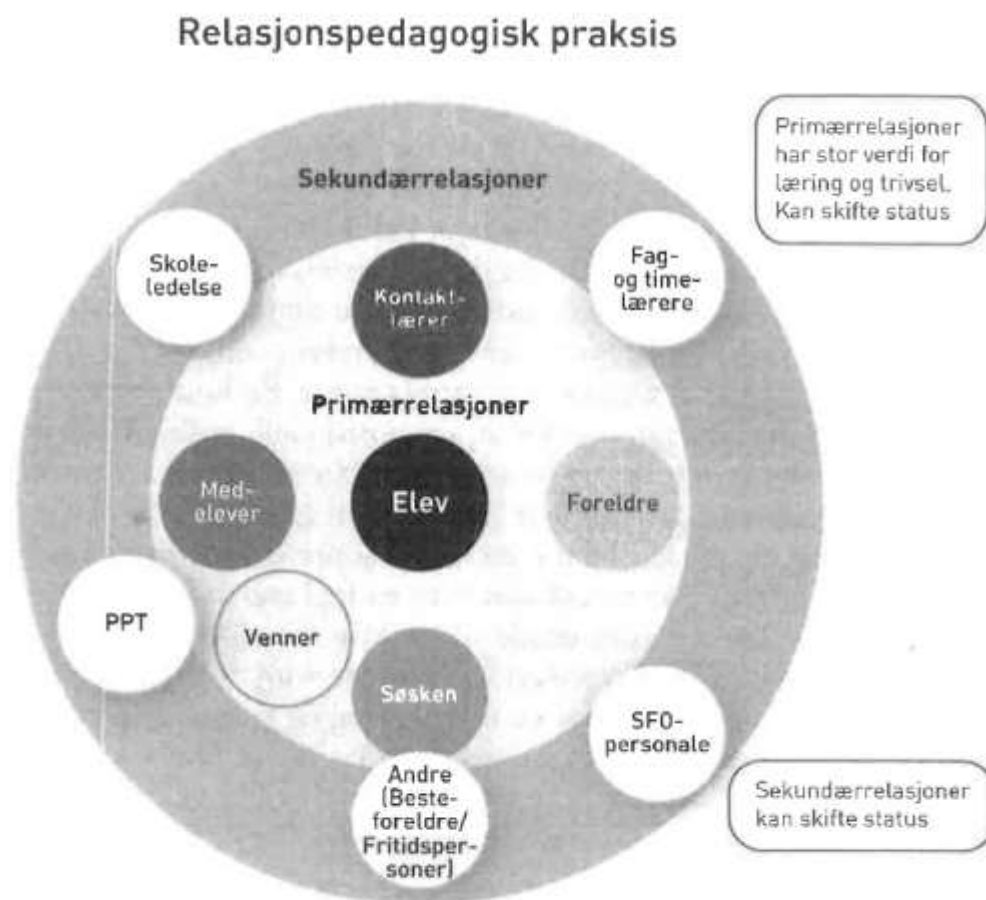 Relasjonspedagogisk praksis
Primærrelasjoner
har stor verdi for
læring og trivsel.
Kan skifte status
Sekundærrelasjoner
Skole-
ledelse
Kontakt-
lærer
Fag-
og time-
lærere
Primærrelasjoner
Med-
elever
Elev
Foreldre
PPT
Venner
Søsken
SFO-
personale
Andre
(Beste-
foreldre/
Fritidsper-
soner)
Sekundærrelasjoner
kan skifte status